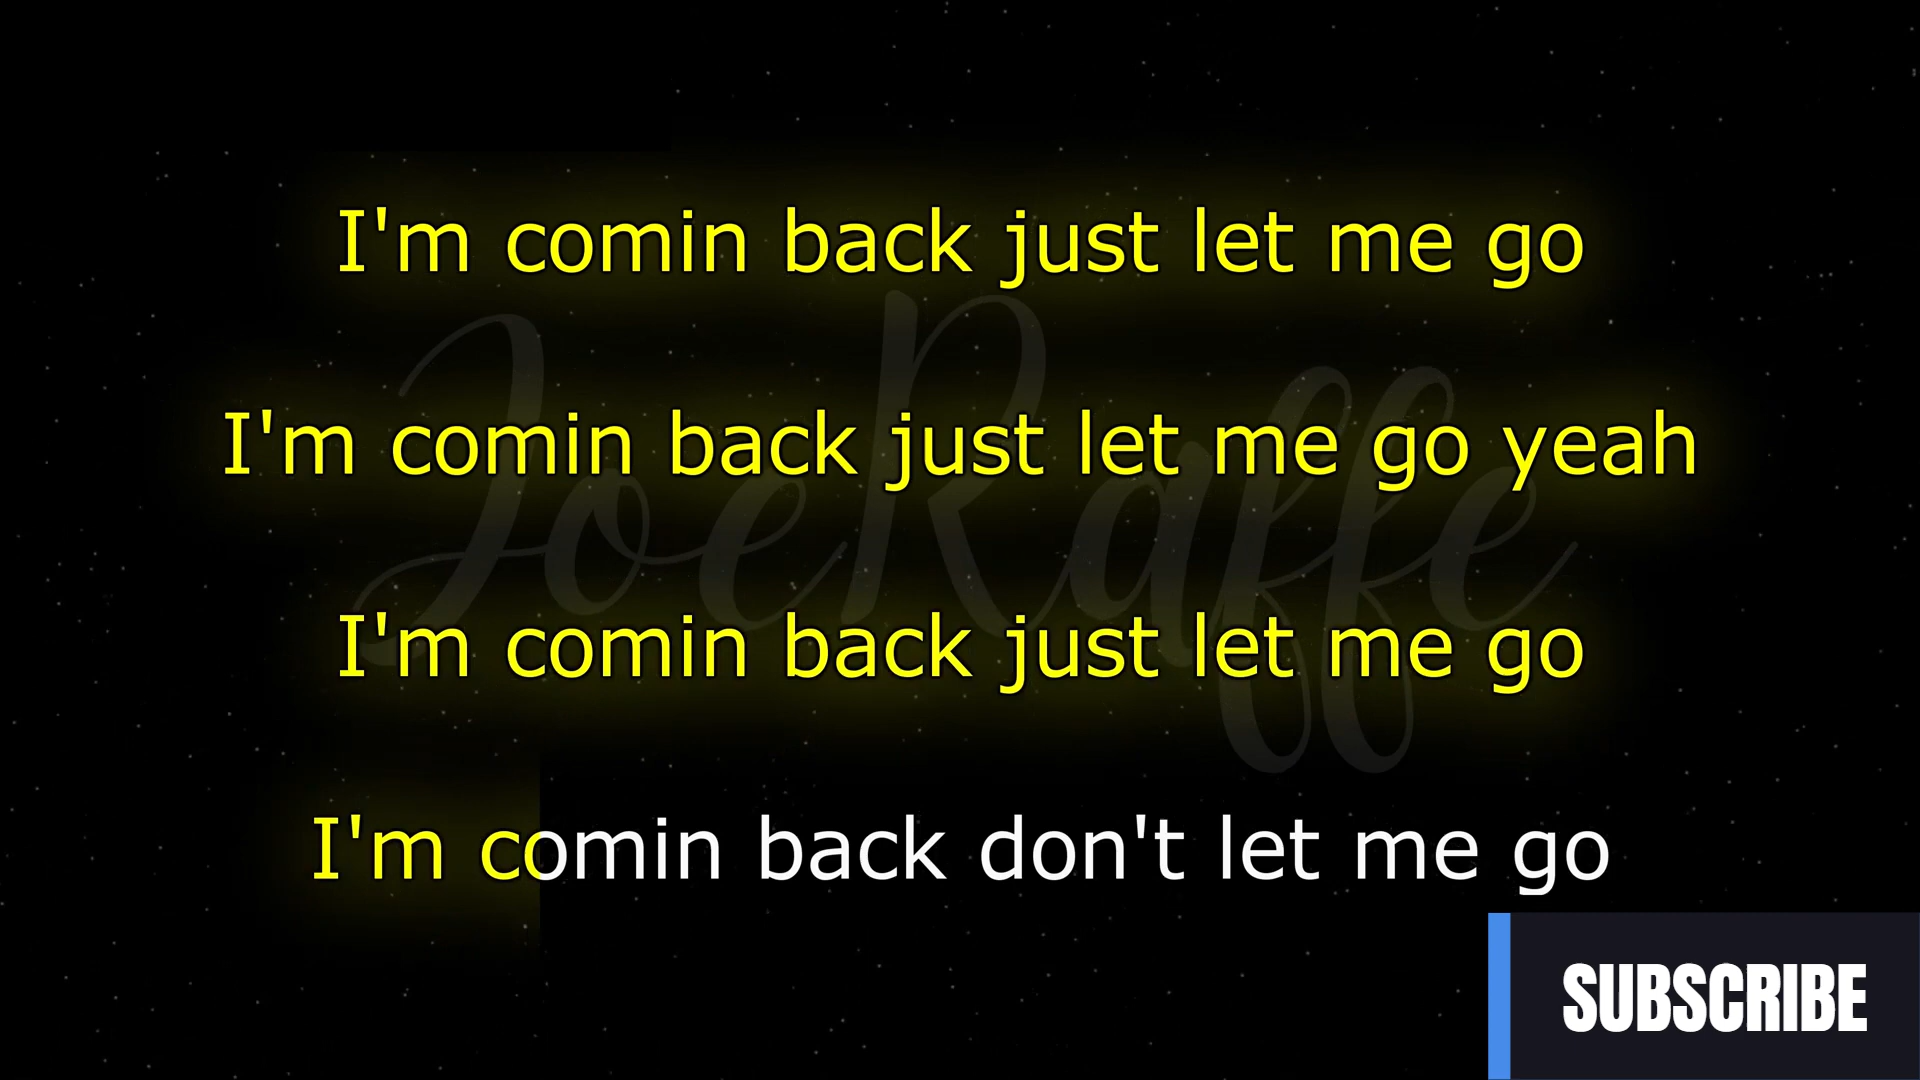 I'm comin back just let me go
I'm comin back just let me go yeah
JoeRaffe
I'm comin back just let me go
I'm comin back don't let me go
SUBSCRIBE